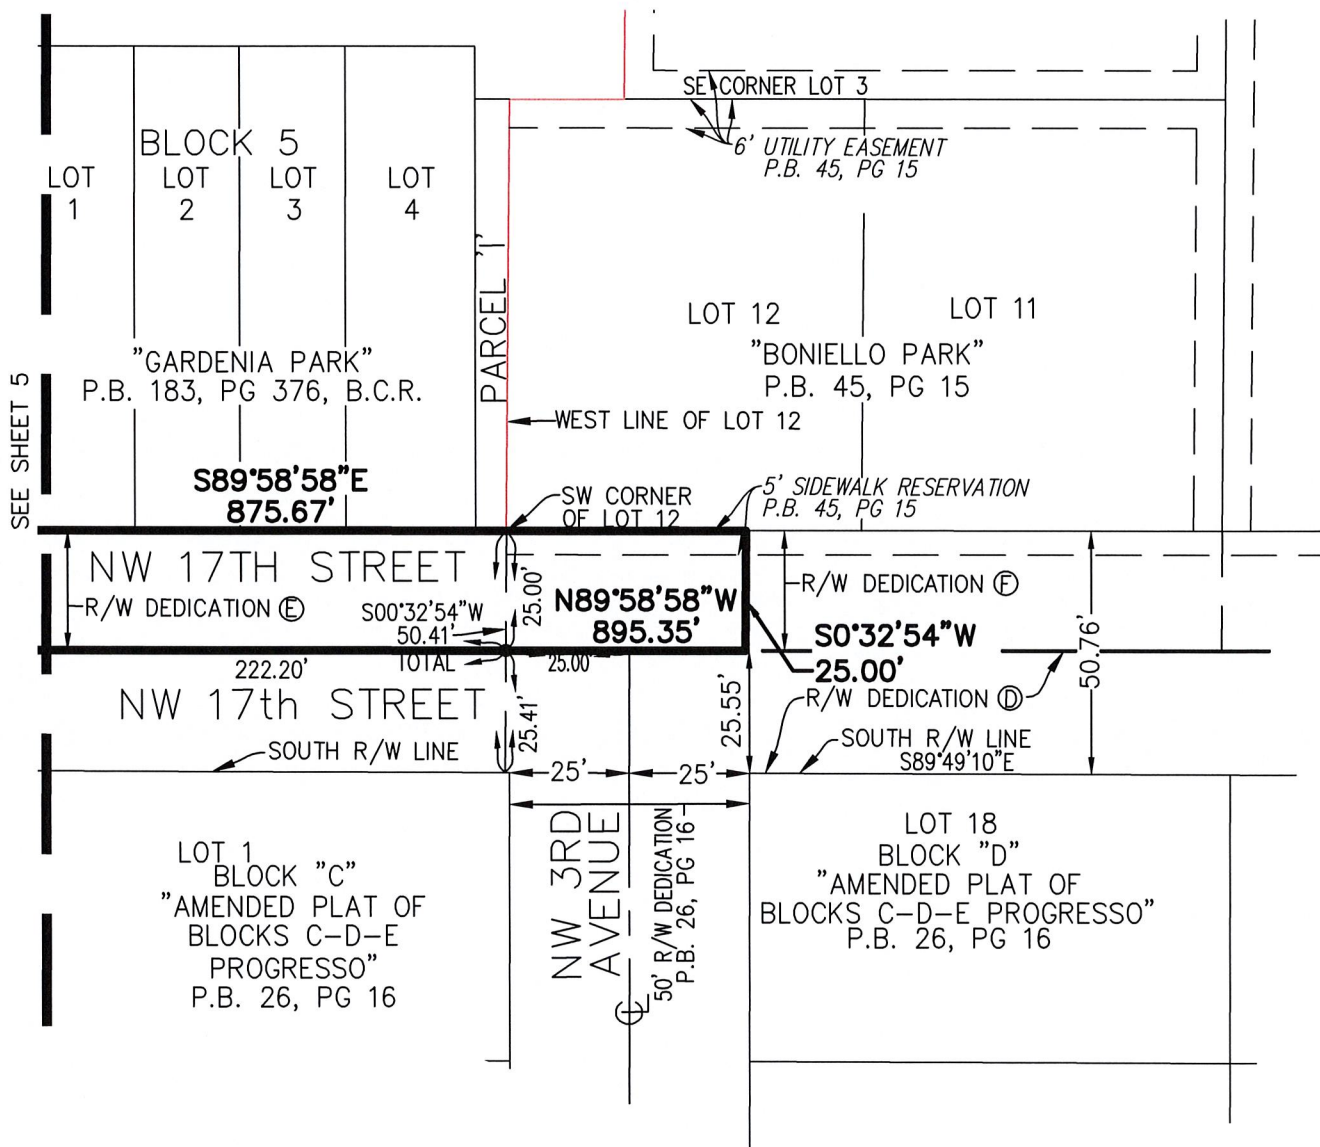 SE CORNER LOT 3
6' UTILITY EASEMENT
P.B. 45, PG 15
BLOCK 5
LOT
1
LOT
2
LOT
3
LOT
4
PARCEL 'I'
LOT 12
LOT 11
"BONIELLO PARK"
P.B. 45, PG 15
"GARDENIA PARK"
P.B. 183, PG 376, B.C.R.
SEE SHEET 5
WEST LINE OF LOT 12
S89°58'58"E
875.67'
SW CORNER
OF LOT 12
5' SIDEWALK RESERVATION
P.B. 45, PG 15
NW 17TH STREET
R/W DEDICATION Ⓔ
S00°32'54"W
50.41'
TOTAL
25.00'
N89°58'58"W
895.35'
R/W DEDICATION Ⓕ
S0°32'54"W
25.00'
50.76'
222.20'
25.00'
NW 17th STREET
25.41'
25.55'
R/W DEDICATION Ⓓ
SOUTH R/W LINE
SOUTH R/W LINE
S89°49'10"E
25'
25'
NW 3RD
AVENUE
50' R/W DEDICATION
P.B. 26, PG 16
LOT 1
BLOCK "C"
"AMENDED PLAT OF
BLOCKS C-D-E
PROGRESSO"
P.B. 26, PG 16
LOT 18
BLOCK "D"
"AMENDED PLAT OF
BLOCKS C-D-E PROGRESSO"
P.B. 26, PG 16